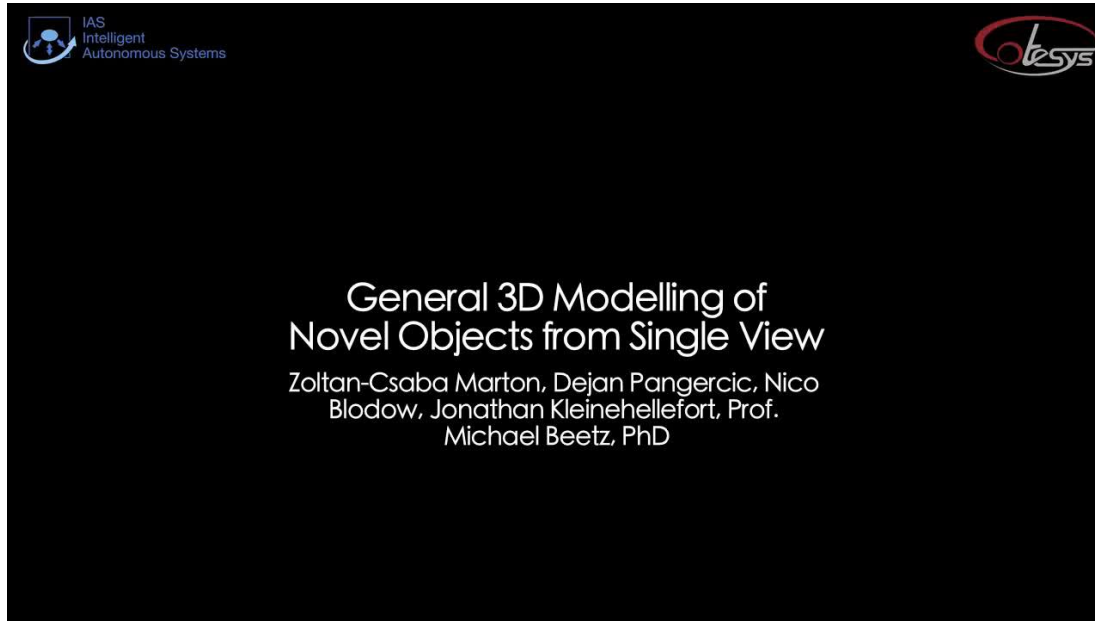 IAS
Intelligent
Autonomous Systems
Cotesys
General 3D Modelling of
Novel Objects from Single View
Zoltan-Csaba Marton, Dejan Pangercic, Nico
Blodow, Jonathan Kleinehellefort, Prof.
Michael Beetz, PhD